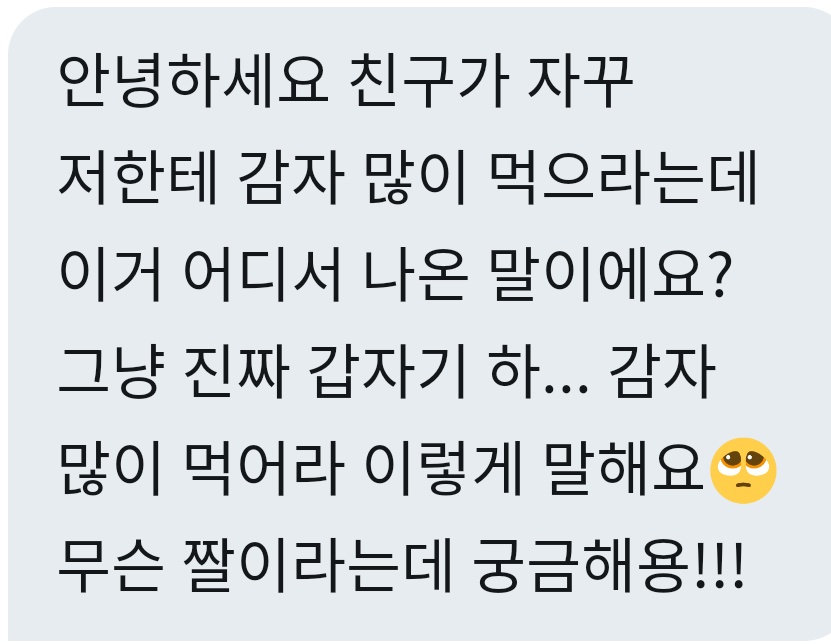 안녕하세요 친구가 자꾸
저한테 감자 많이 먹으라는데
이거 어디서 나온 말이에요?
그냥 진짜 갑자기 하... 감자
많이 먹어라 이렇게 말해요🥺
무슨 짤이라는데 궁금해용!!!